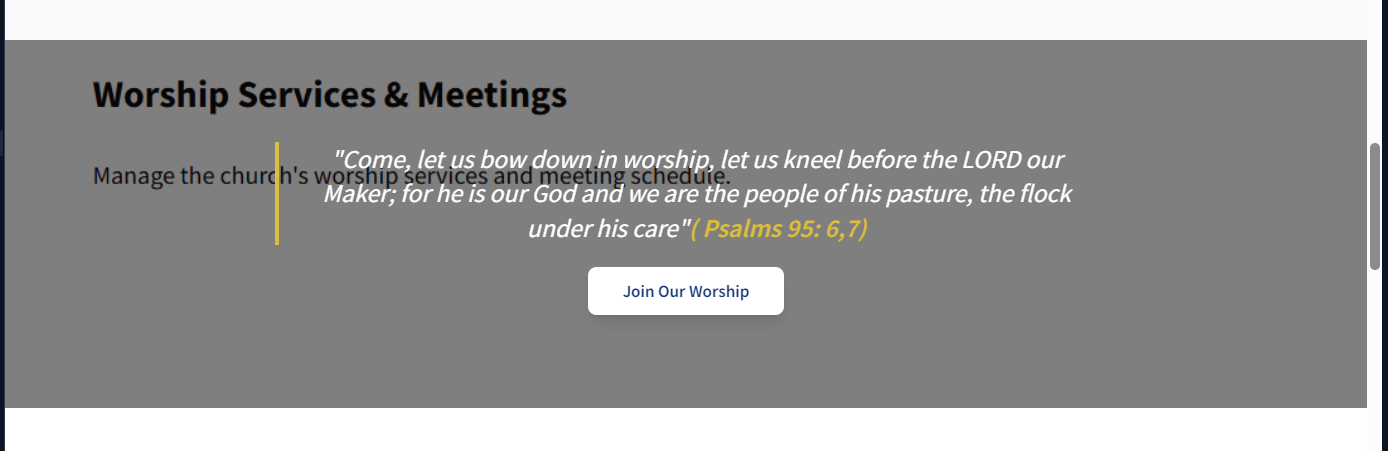 Worship Services & Meetings
"Come, let us bow down in worship, let us kneel before the LORD our
Manage the church's worship services and meeting schedule.
Maker; for he is our God and we are the people of his pasture, the flock
under his care"( Psalms 95: 6,7)
Join Our Worship